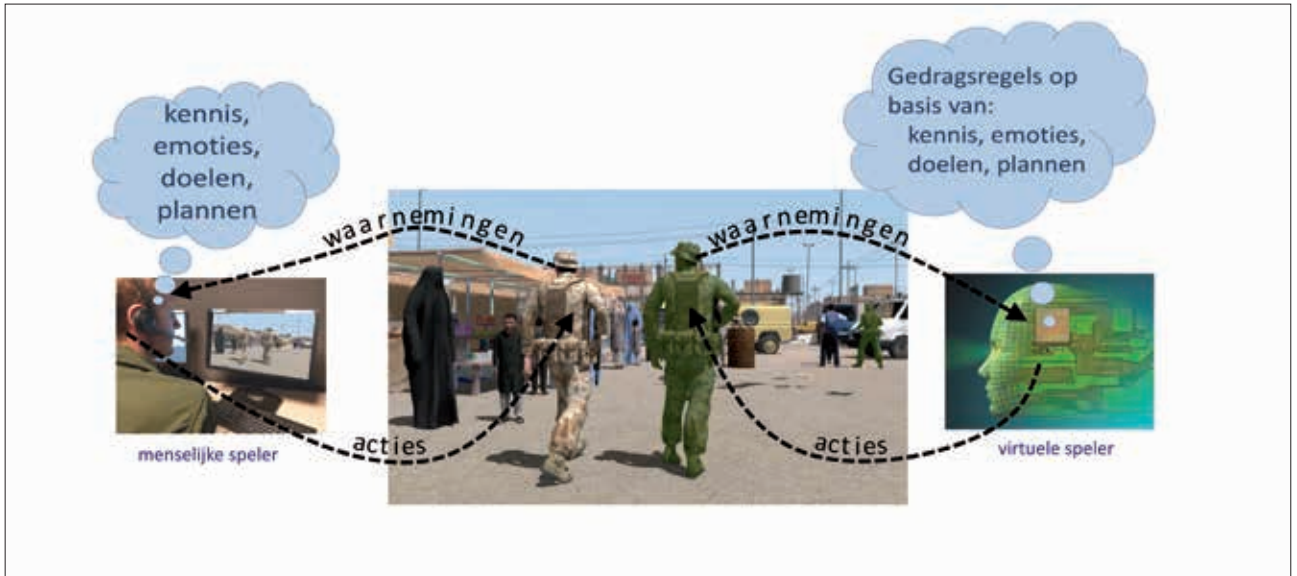 kennis,
emoties,
doelen,
plannen
Gedragsregels op
basis van:
kennis, emoties,
doelen, plannen
waarnemingen
waarnemingen
acties
acties
menselijke speler
virtuele speler